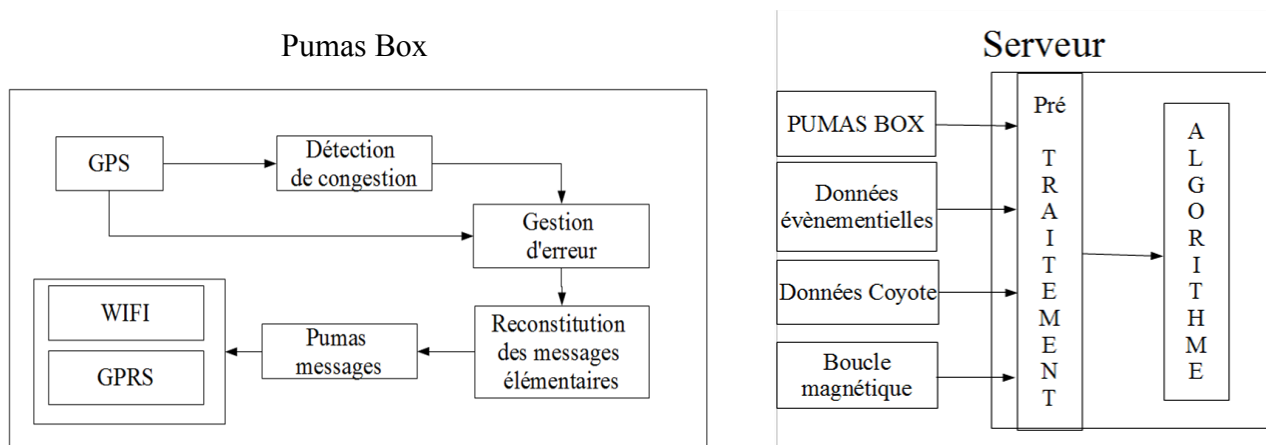 Pumas Box
GPS
Détection
de congestion
Gestion
d'erreur
WIFI
GPRS
Pumas
messages
Reconstitution
des messages
élémentaires
Serveur
PUMAS BOX
Données
évènementielles
Données Coyote
Boucle
magnétique
Pré
T
R
A
I
T
E
M
E
N
T
A
L
G
O
R
I
T
H
M
E